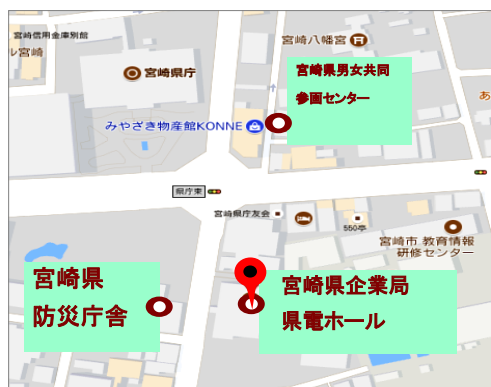 宮崎信用金庫別館
ル宮崎
宮崎県庁
宮崎八幡宮
宮崎県男女共同
参画センター
あ
みやざき物産館KONNE
県庁東
宮崎県庁友会
550亭
宮崎市 教育情報
研修センター
宮崎県
防災庁舎
宮崎県企業局
県電ホール